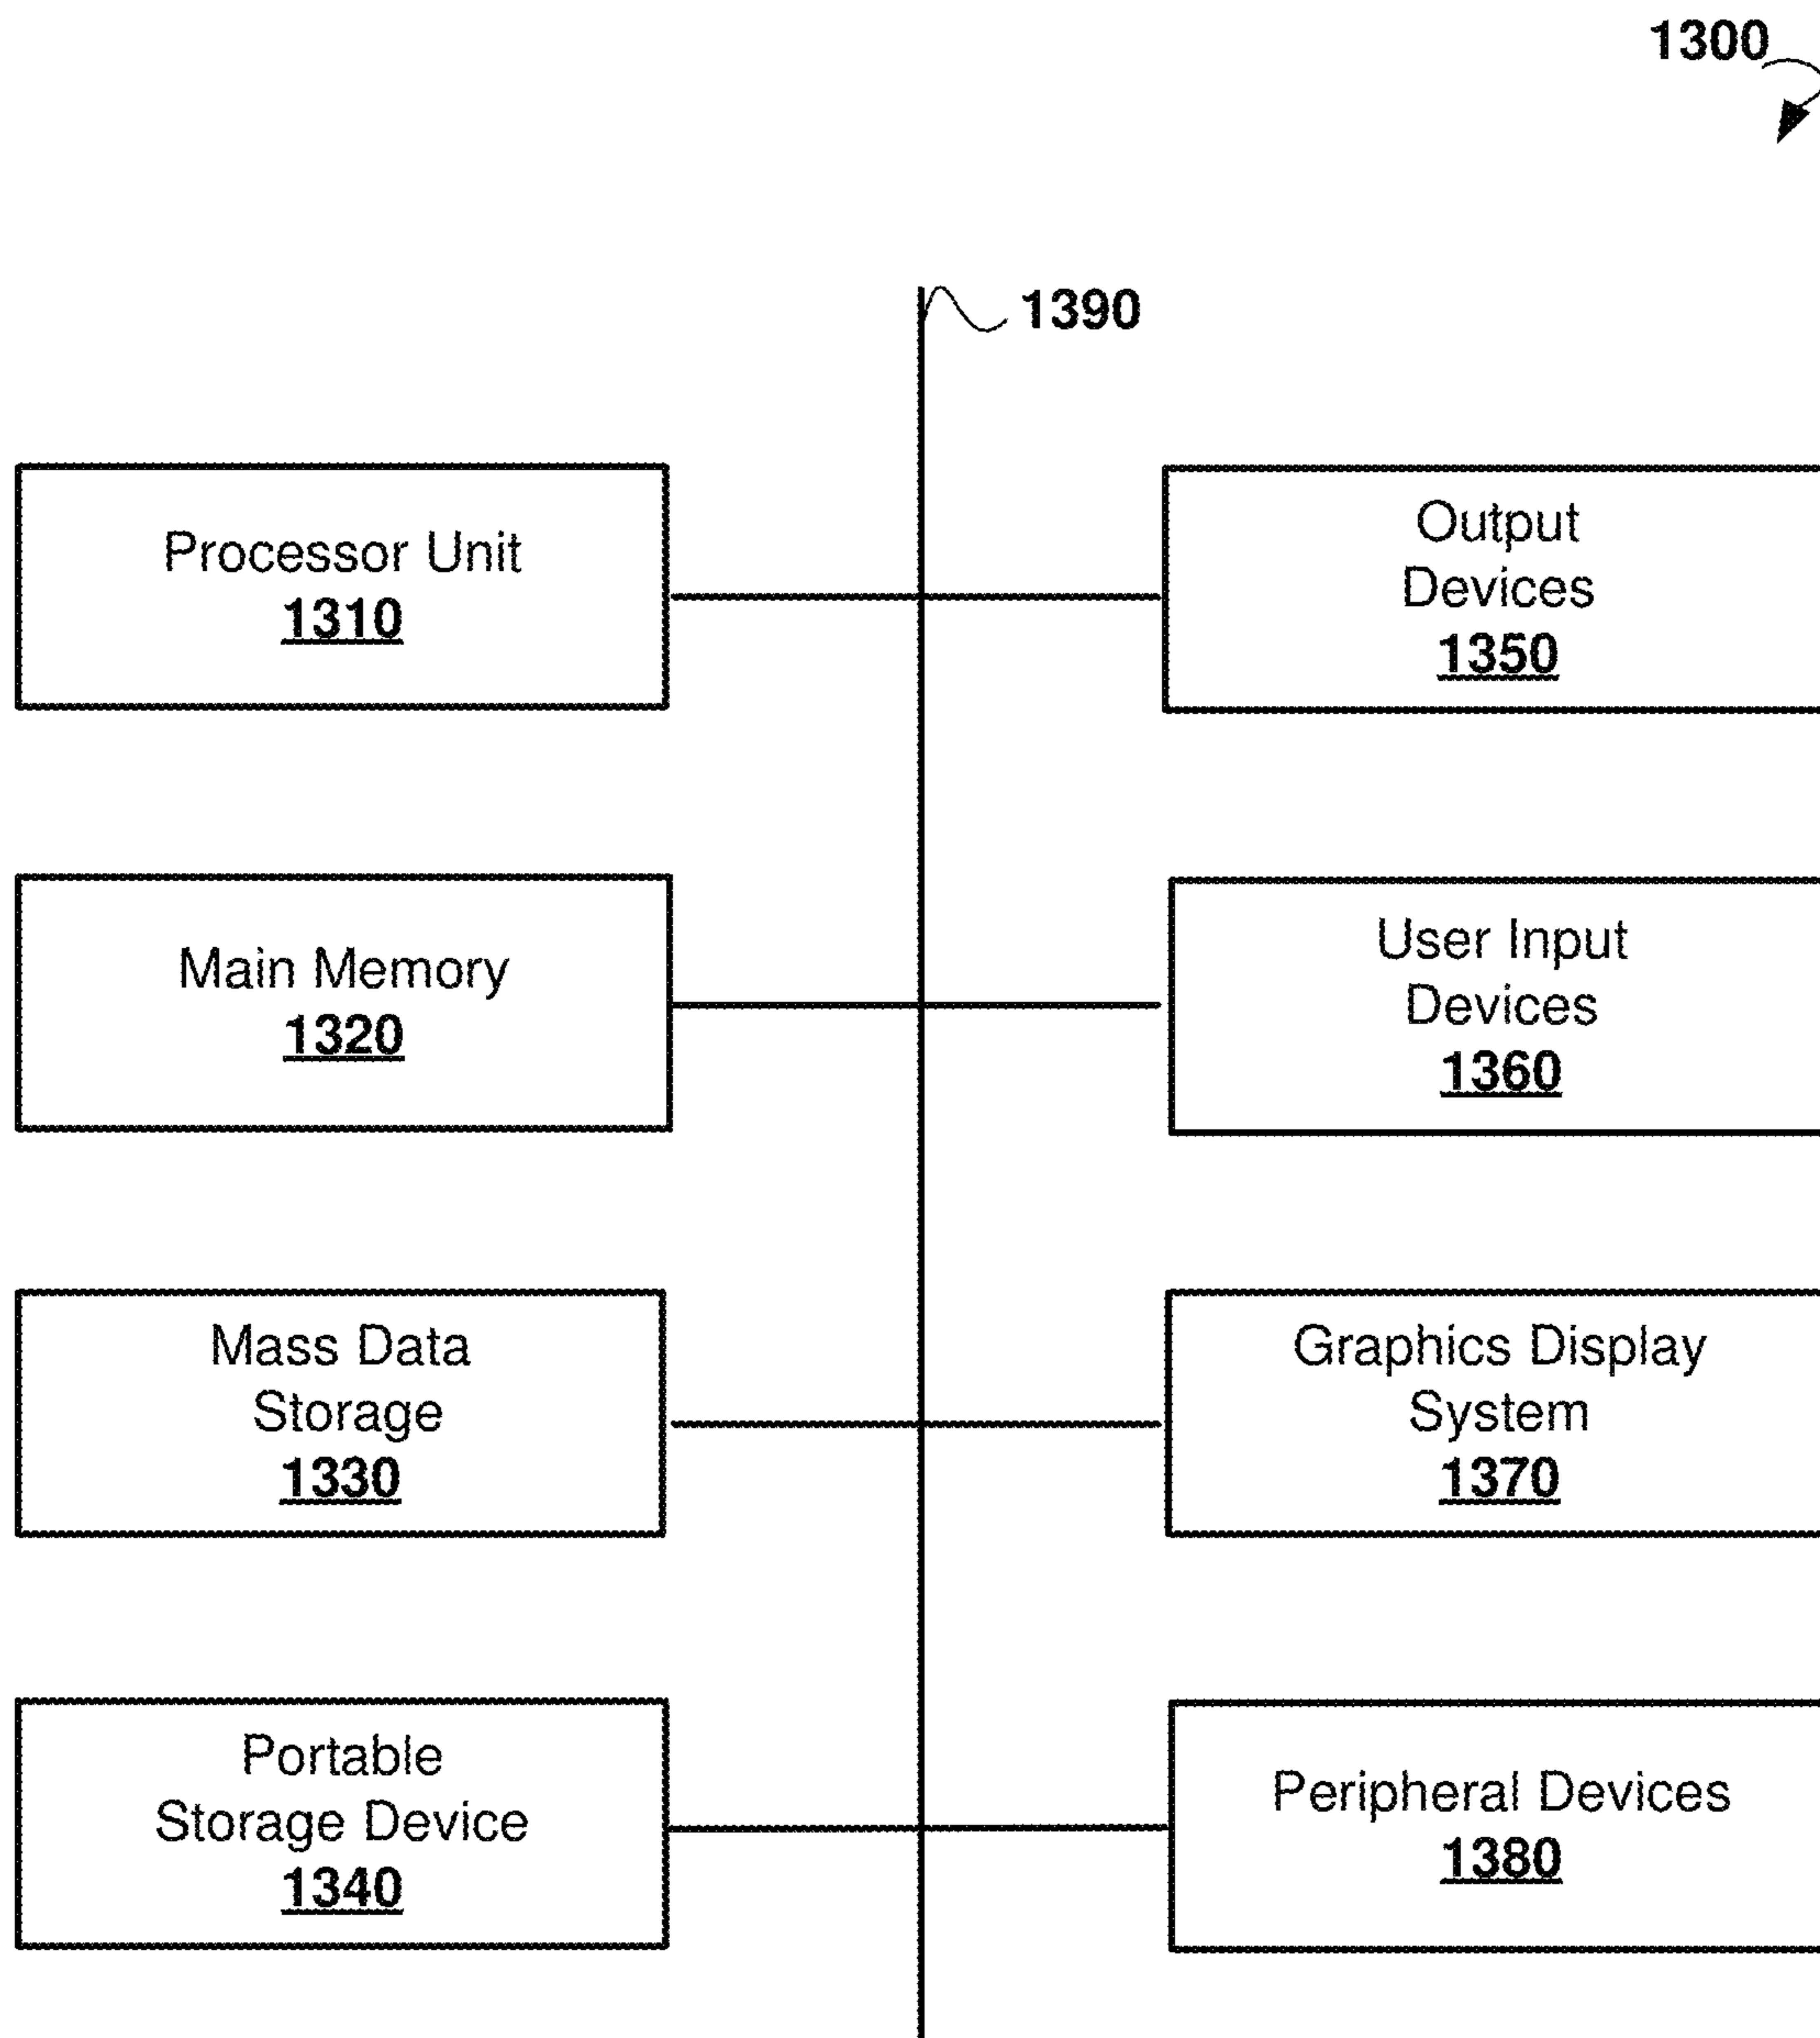 1300
1390
Processor Unit
1310
Output
Devices
1350
Main Memory
1320
User Input
Devices
1360
Mass Data
Storage
1330
Graphics Display
System
1370
Portable
Storage Device
1340
Peripheral Devices
1380